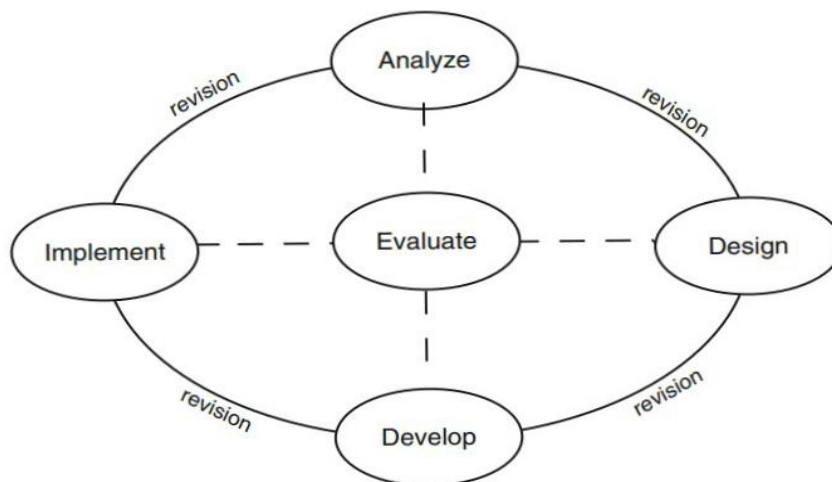 Analyze
revision
revision
Implement
Evaluate
Design
revision
revision
Develop